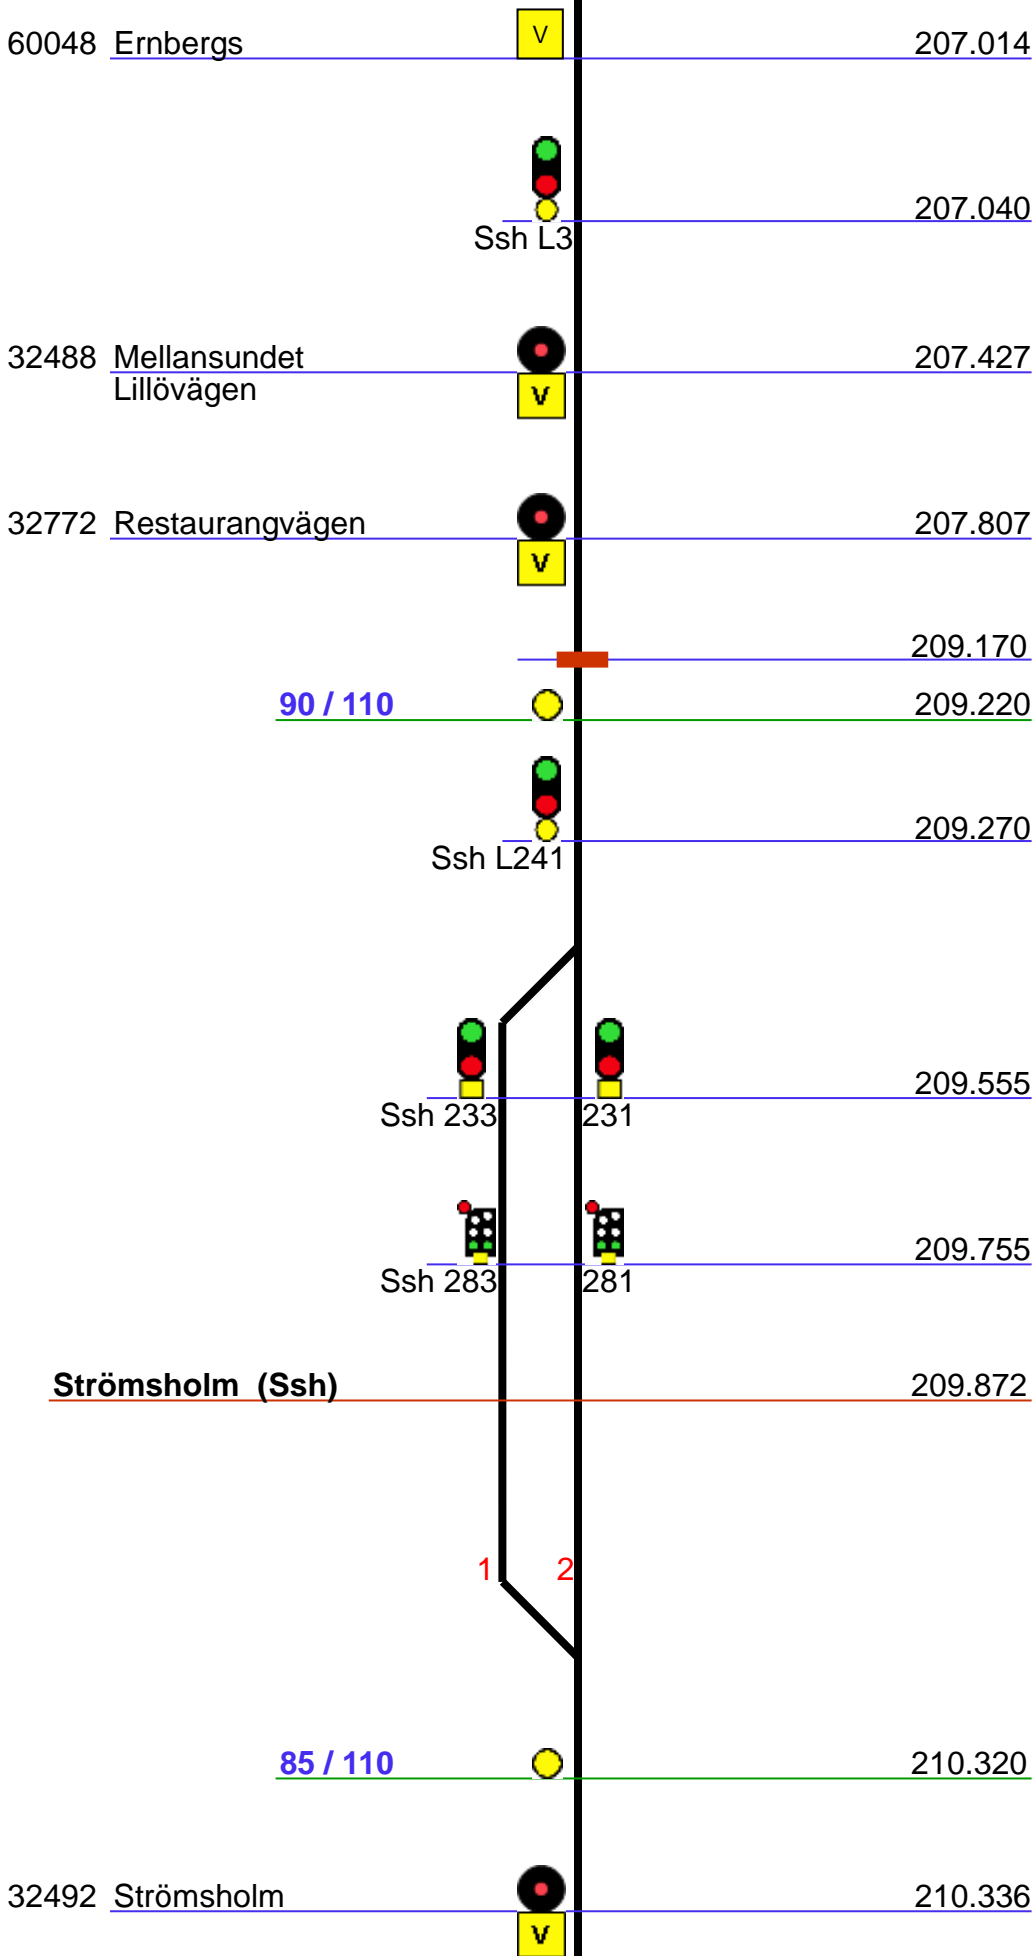 V
60048 Ernbergs 207.014
207.040
Ssh L3
32488 Mellansundet 207.427
Lillövägen
V
32772 Restaurangvägen 207.807
V
209.170
90 / 110 209.220
209.270
Ssh L241
209.555
Ssh 233 231
209.755
Ssh 283 281
Strömsholm (Ssh) 209.872
1 2
85 / 110 210.320
32492 Strömsholm 210.336
V